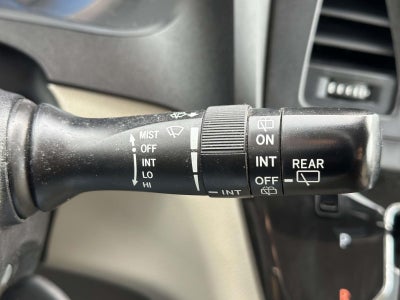 MIST
OFF
INT
LO
HI
INT
ON
INT
OFF
REAR